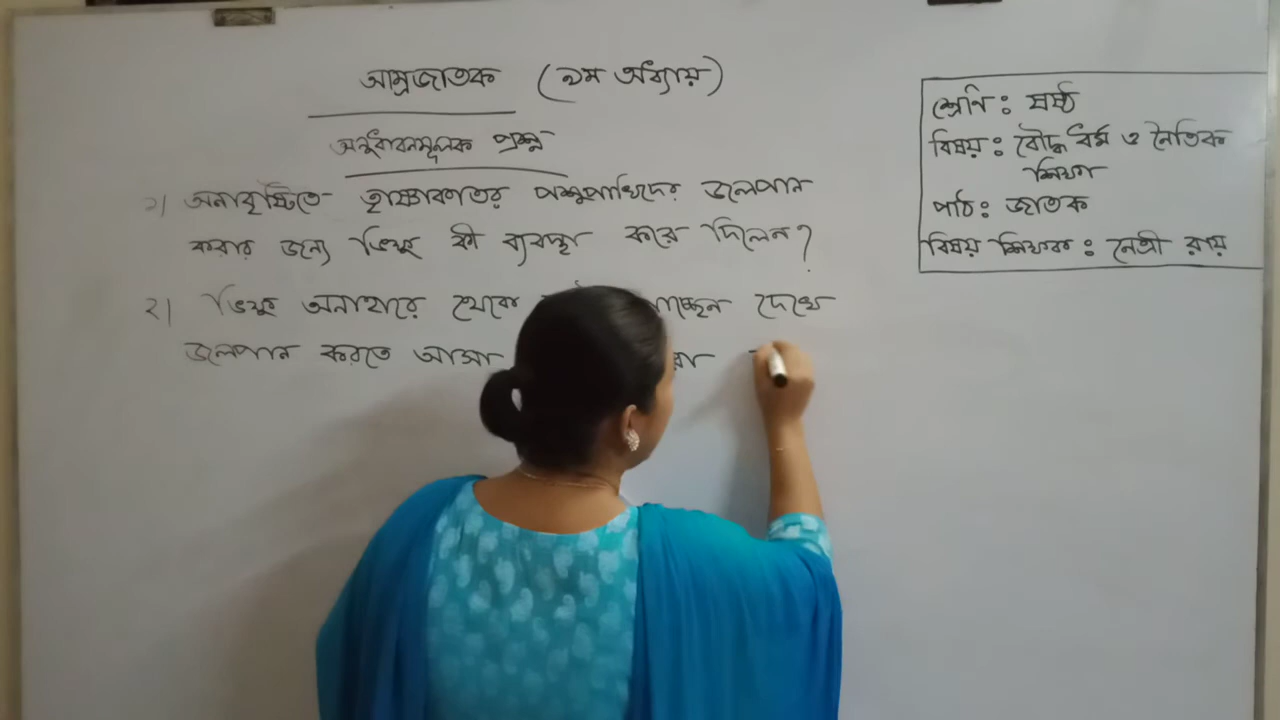 আম্রজাতক (৯ম অধ্যায়)
অনুধাবনমূলক প্রশ্ন
১। অনাবৃষ্টিতে তৃষ্ণাকাতর পশুপাখিদের জলপান
করার জন্য ভিক্ষু কী ব্যবস্থা করে দিলেন?
২। ভিক্ষু অনাহারে থেকে দেখে
জলপান করতে আসা
শ্রেণি : ষষ্ঠ
বিষয় : বৌদ্ধ ধর্ম ও নৈতিক
শিক্ষা
পাঠ : জাতক
বিষয় শিক্ষক : নেত্রী রায়